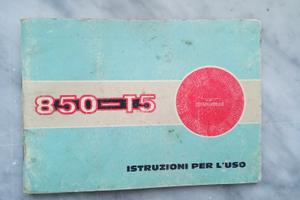 850-T5
ISTRUZIONI PER L'USO